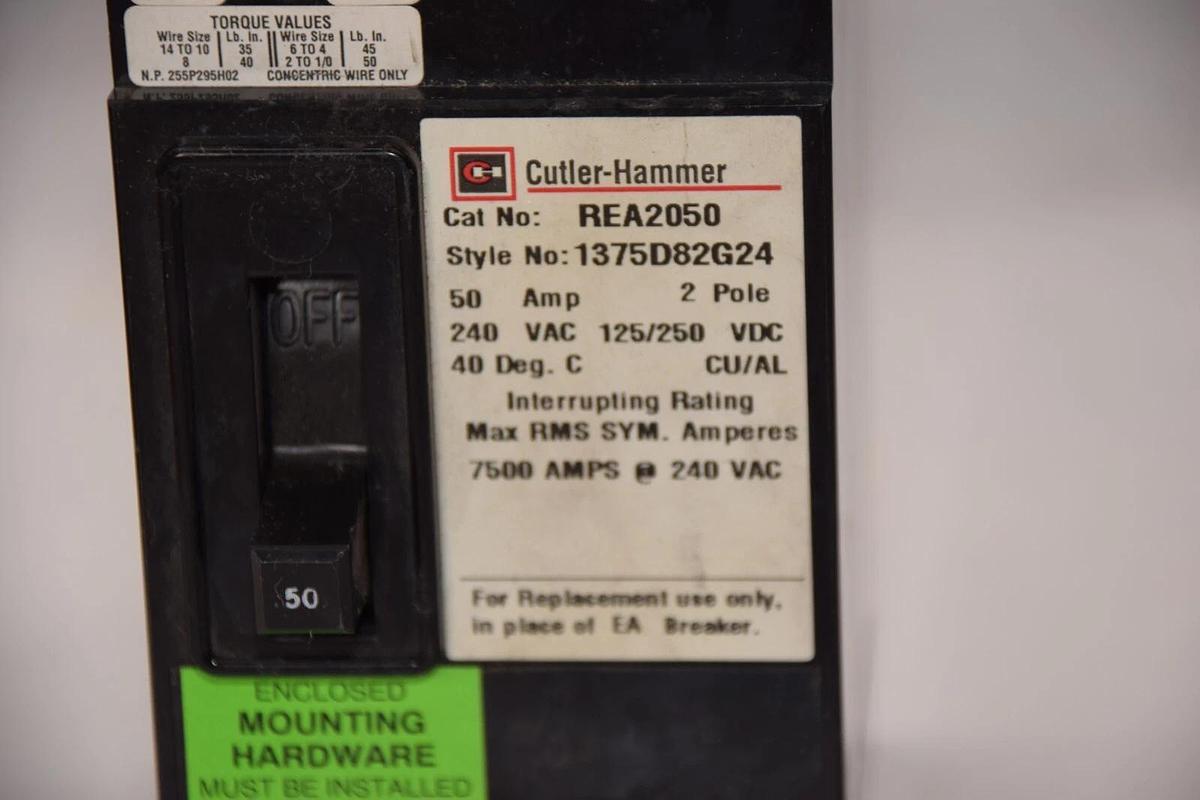 TORQUE VALUES
Wire Size Lb. In. Wire Size Lb. In.
14 TO 10 35 6 TO 4 45
8 40 2 TO 1/0 50
N.P. 255P295H02 CONCENTRIC WIRE ONLY
OFF
50
Cutler-Hammer
Cat No: REA2050
Style No: 1375D82G24
50 Amp 2 Pole
240 VAC 125/250 VDC
40 Deg. C CU/AL
Interrupting Rating
Max RMS SYM. Amperes
7500 AMPS @ 240 VAC
For Replacement use only,
in place of EA Breaker.
ENCLOSED
MOUNTING
HARDWARE
MUST BE INSTALLED